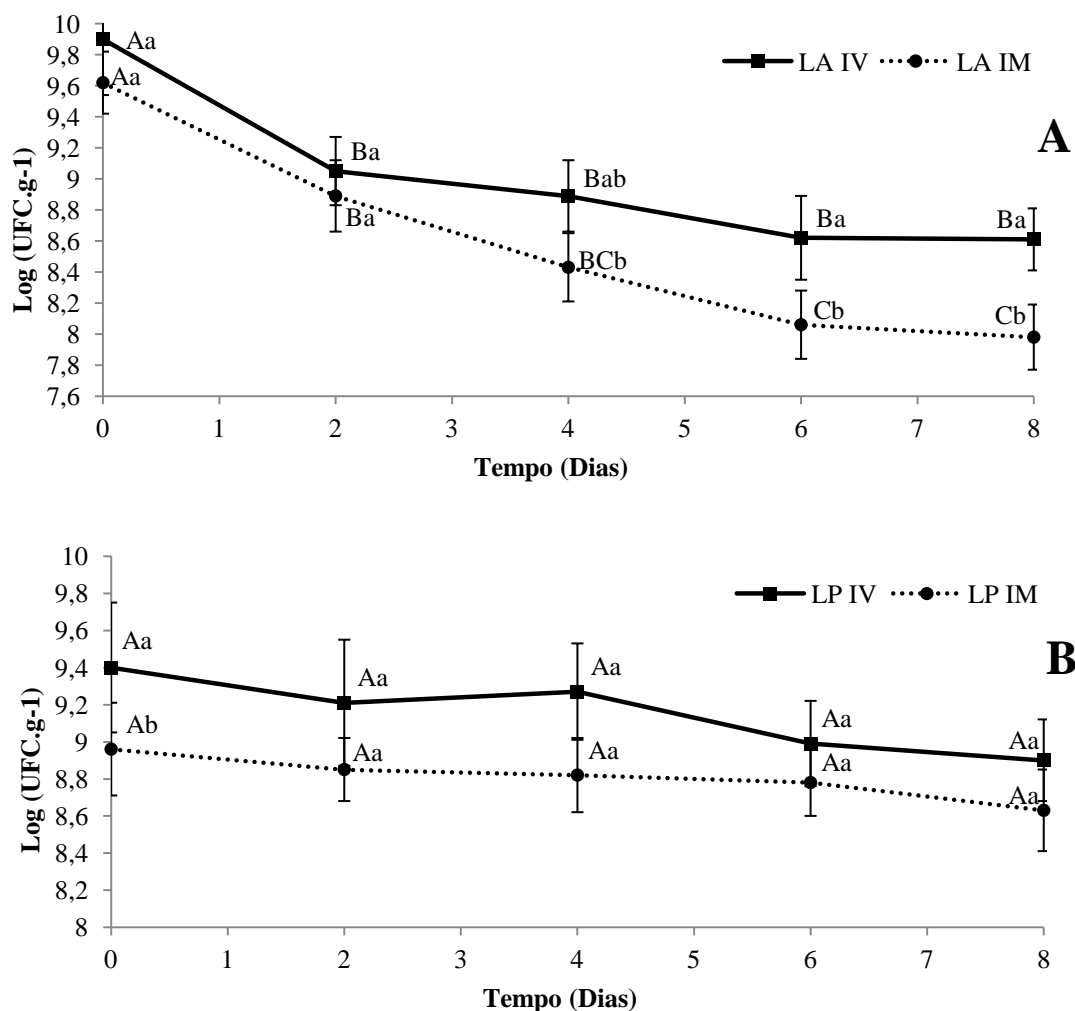 10
9,8
9,6
9,4
9,2
9
8,8
8,6
8,4
8,2
8
7,8
7,6
Log (UFC.g-1)
LA IV LA IM
A
Aa
Aa
Ba
Ba
Bab
BCb
Ba
Cb
Ba
Cb
0 1 2 3 4 5 6 7 8
Tempo (Dias)
10
9,8
9,6
9,4
9,2
9
8,8
8,6
8,4
8,2
8
Log (UFC.g-1)
LP IV LP IM
B
Aa
Ab
Aa
Aa
Aa
Aa
Aa
Aa
Aa
Aa
0 1 2 3 4 5 6 7 8
Tempo (Dias)